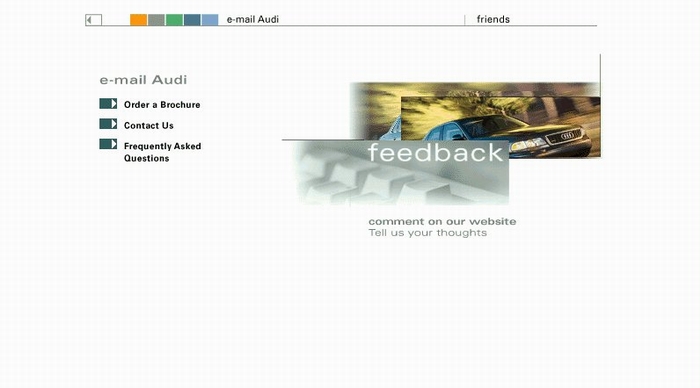 e-mail Audi
friends
e-mail Audi
Order a Brochure
Contact Us
Frequently Asked
Questions
feedback
comment on our website
Tell us your thoughts